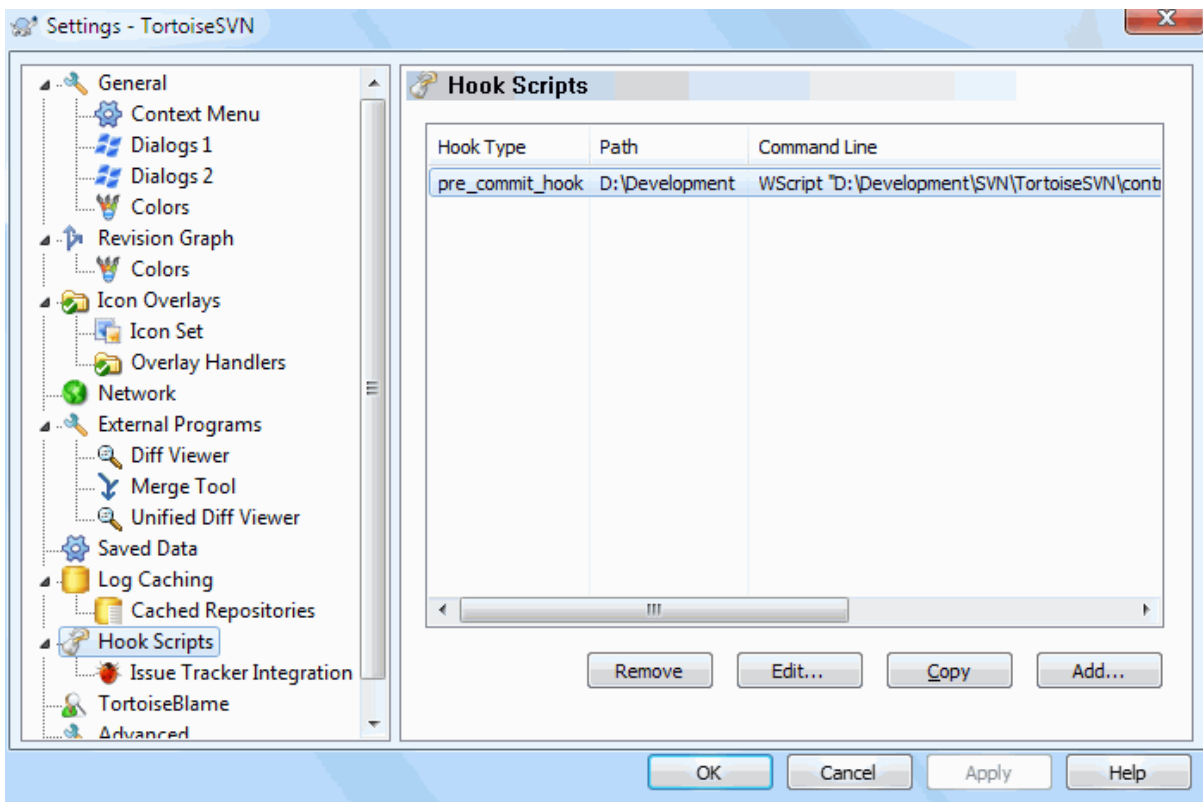 Settings - TortoiseSVN
General
Context Menu
Dialogs 1
Dialogs 2
Colors
Revision Graph
Colors
Icon Overlays
Icon Set
Overlay Handlers
Network
External Programs
Diff Viewer
Merge Tool
Unified Diff Viewer
Saved Data
Log Caching
Cached Repositories
Hook Scripts
Issue Tracker Integration
TortoiseBlame
Advanced
Hook Scripts
Hook Type Path Command Line
pre_commit_hook D:\Development WScript "D:\Development\SVN\TortoiseSVN\conti
Remove Edit... Copy Add...
OK Cancel Apply Help